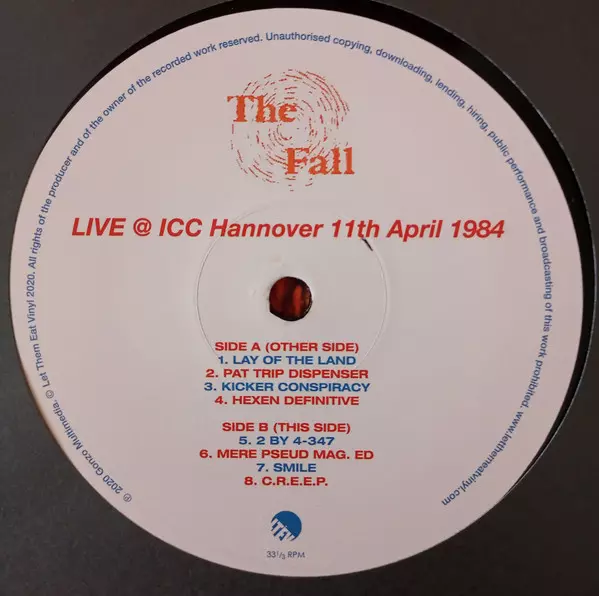 The
Fall
LIVE @ ICC Hannover 11th April 1984
SIDE A (OTHER SIDE)
1. LAY OF THE LAND
2. PAT TRIP DISPENSER
3. KICKER CONSPIRACY
4. HEXEN DEFINITIVE
SIDE B (THIS SIDE)
5. 2 BY 4-347
6. MERE PSEUD MAG. ED
7. SMILE
8. C.R.E.E.P.
LTEV
33 1/3 RPM
℗ 2020 Gonzo Multimedia. © Let Them Eat Vinyl 2020. All rights of the producer and of the owner of the recorded work reserved. Unauthorised copying, downloading, lending, hiring, public performance and broadcasting of this work prohibited. www.letthemeatvinyl.com